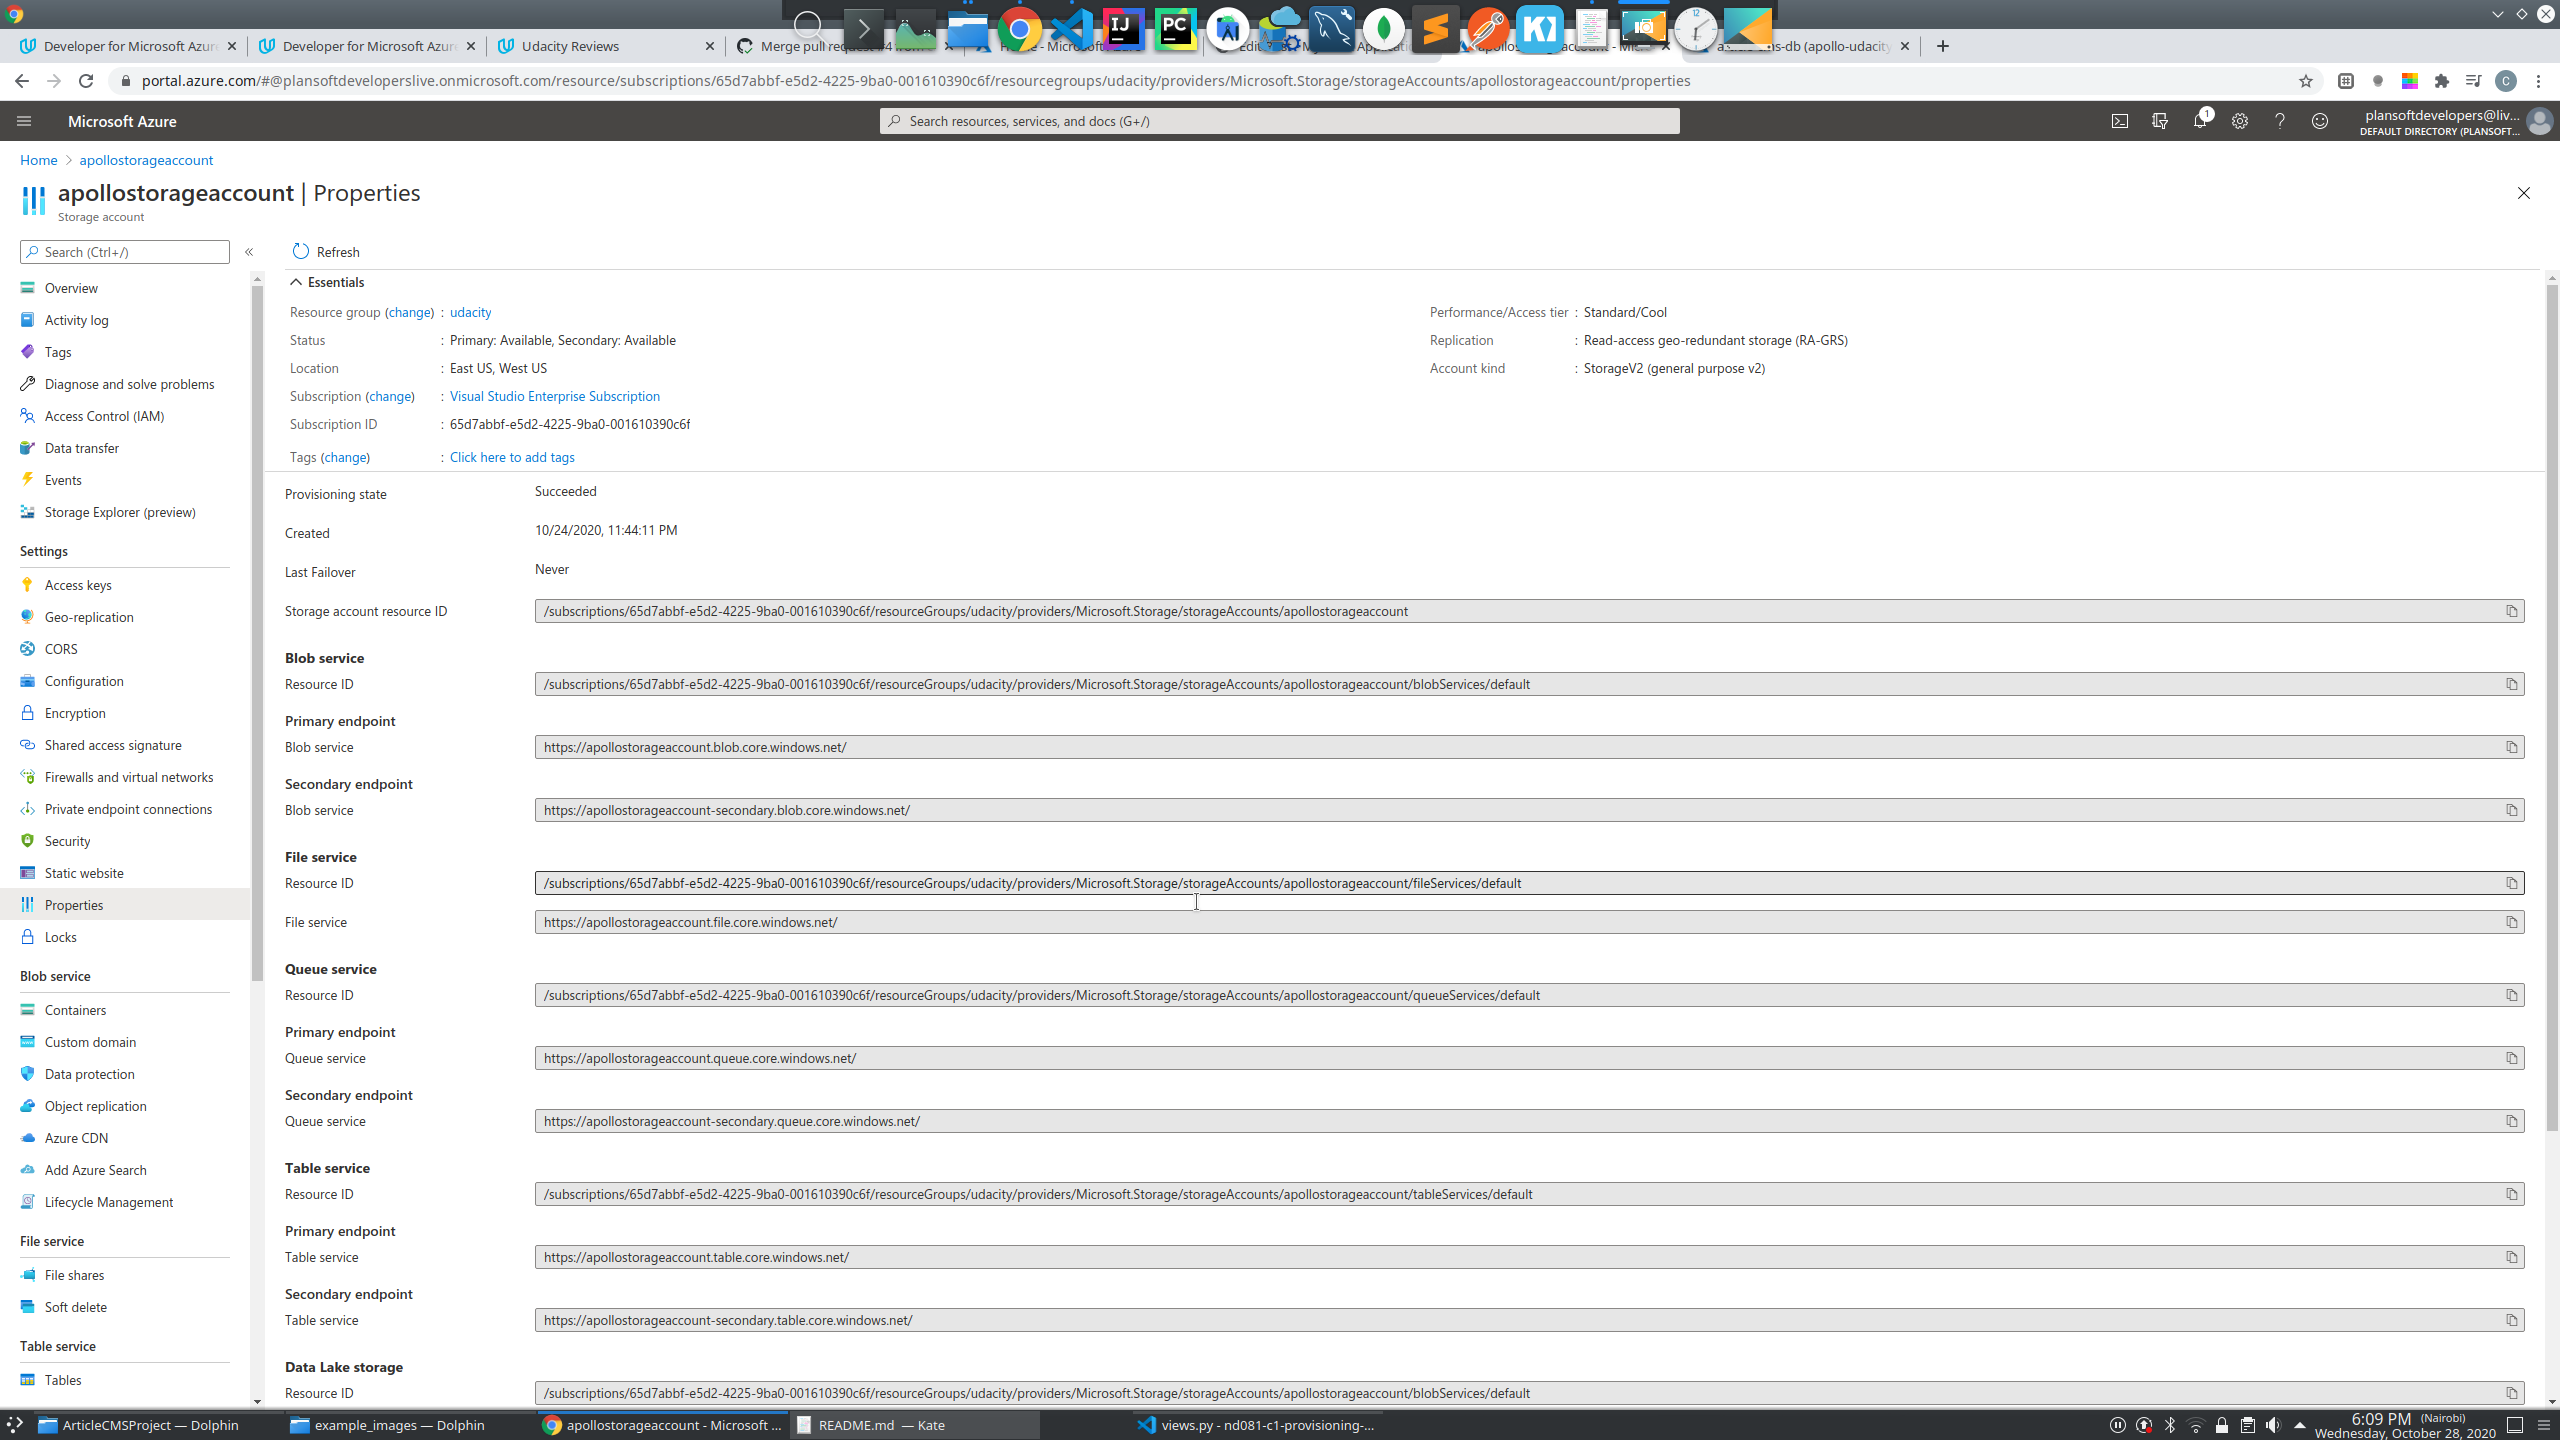 Developer for Microsoft Azur
Developer for Microsoft Azure
Udacity Reviews
Merge pull request #4 from
portal.azure.com/#@plansoftdeveloperslive.onmicrosoft.com/resource/subscriptions/65d7abbf-e5d2-4225-9ba0-001610390c6f/resourcegroups/udacity/providers/Microsoft.Storage/storageAccounts/apollostorageaccount/properties
Microsoft Azure
Search resources, services, and docs (G+/)
1
plansoftdevelopers@liv...
DEFAULT DIRECTORY (PLANSOFT...
Home > apollostorageaccount
apollostorageaccount | Properties
Storage account
Search (Ctrl+/)
Refresh
Overview
Activity log
Tags
Diagnose and solve problems
Access Control (IAM)
Data transfer
Events
Storage Explorer (preview)
Settings
Access keys
Geo-replication
CORS
Configuration
Encryption
Shared access signature
Firewalls and virtual networks
Private endpoint connections
Security
Static website
Properties
Locks
Blob service
Containers
Custom domain
Data protection
Object replication
Azure CDN
Add Azure Search
Lifecycle Management
File service
File shares
Soft delete
Table service
Tables
Essentials
Resource group (change) : udacity
Status : Primary: Available, Secondary: Available
Location : East US, West US
Subscription (change) : Visual Studio Enterprise Subscription
Subscription ID : 65d7abbf-e5d2-4225-9ba0-001610390c6f
Tags (change) : Click here to add tags
Performance/Access tier : Standard/Cool
Replication : Read-access geo-redundant storage (RA-GRS)
Account kind : StorageV2 (general purpose v2)
Provisioning state Succeeded
Created 10/24/2020, 11:44:11 PM
Last Failover Never
Storage account resource ID /subscriptions/65d7abbf-e5d2-4225-9ba0-001610390c6f/resourceGroups/udacity/providers/Microsoft.Storage/storageAccounts/apollostorageaccount
Blob service
Resource ID /subscriptions/65d7abbf-e5d2-4225-9ba0-001610390c6f/resourceGroups/udacity/providers/Microsoft.Storage/storageAccounts/apollostorageaccount/blobServices/default
Primary endpoint
Blob service https://apollostorageaccount.blob.core.windows.net/
Secondary endpoint
Blob service https://apollostorageaccount-secondary.blob.core.windows.net/
File service
Resource ID /subscriptions/65d7abbf-e5d2-4225-9ba0-001610390c6f/resourceGroups/udacity/providers/Microsoft.Storage/storageAccounts/apollostorageaccount/fileServices/default
File service https://apollostorageaccount.file.core.windows.net/
Queue service
Resource ID /subscriptions/65d7abbf-e5d2-4225-9ba0-001610390c6f/resourceGroups/udacity/providers/Microsoft.Storage/storageAccounts/apollostorageaccount/queueServices/default
Primary endpoint
Queue service https://apollostorageaccount.queue.core.windows.net/
Secondary endpoint
Queue service https://apollostorageaccount-secondary.queue.core.windows.net/
Table service
Resource ID /subscriptions/65d7abbf-e5d2-4225-9ba0-001610390c6f/resourceGroups/udacity/providers/Microsoft.Storage/storageAccounts/apollostorageaccount/tableServices/default
Primary endpoint
Table service https://apollostorageaccount.table.core.windows.net/
Secondary endpoint
Table service https://apollostorageaccount-secondary.table.core.windows.net/
Data Lake storage
Resource ID /subscriptions/65d7abbf-e5d2-4225-9ba0-001610390c6f/resourceGroups/udacity/providers/Microsoft.Storage/storageAccounts/apollostorageaccount/blobServices/default
ArticleCMSProject — Dolphin
example_images — Dolphin
apollostorageaccount - Microsoft ...
README.md — Kate
views.py - nd081-c1-provisioning-...
6:09 PM (Nairobi)
Wednesday, October 28, 2020